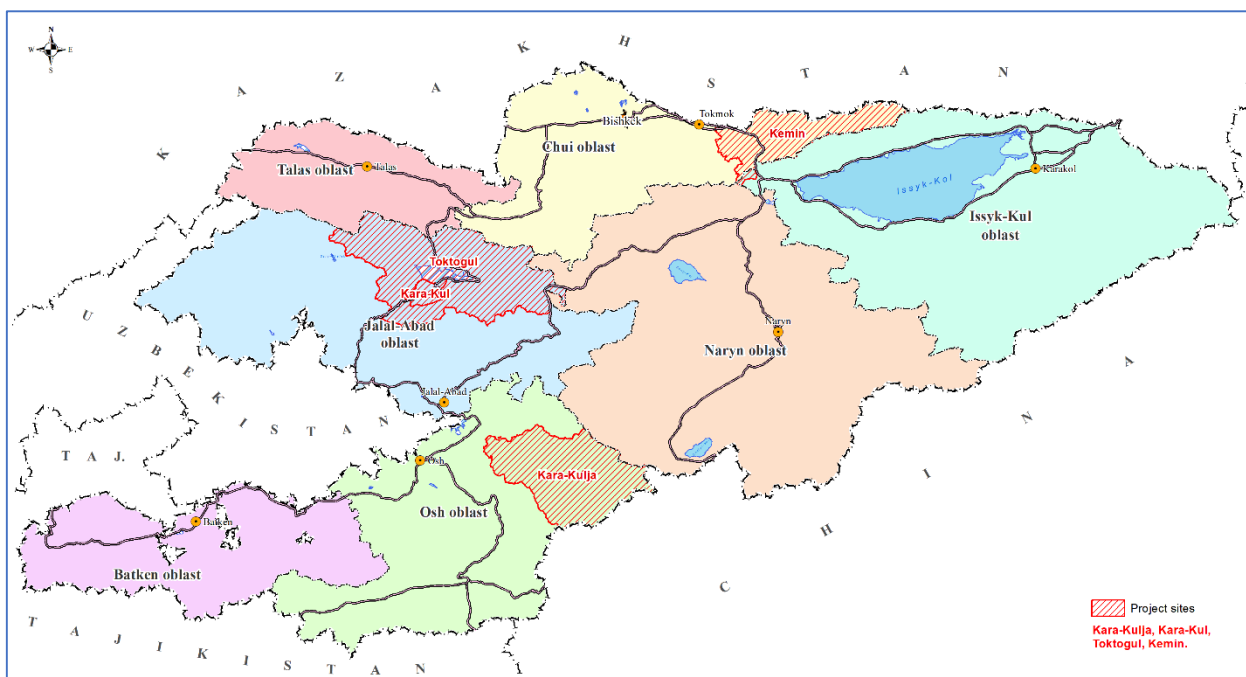 N
W E
S
K A Z A K H S T A N
Tokmok
Bishkek
Kemin
Chui oblast
Talas
Talas oblast
Karakol
Issyk-Kol
Issyk-Kul
oblast
Toktogul
Kara-Kul
Jalal-Abad
oblast
Naryn
Naryn oblast
U Z B E K I S T A N
Jalal-Abad
C H I N A
T A J.
Osh
Kara-Kulja
Osh oblast
Batken
Batken oblast
T A J I K I S T A N
Project sites
Kara-Kulja, Kara-Kul,
Toktogul, Kemin.